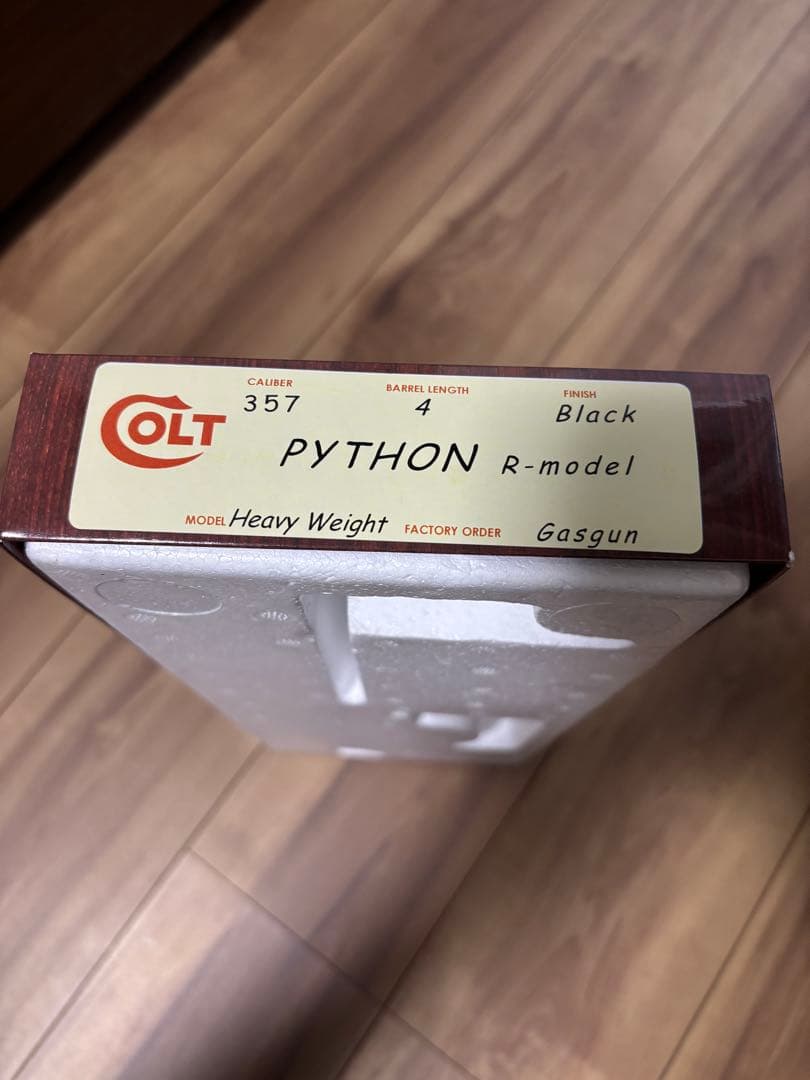 COLT
CALIBER BARREL LENGTH FINISH
357 4 Black
PYTHON R-model
MODEL Heavy Weight FACTORY ORDER Gasgun